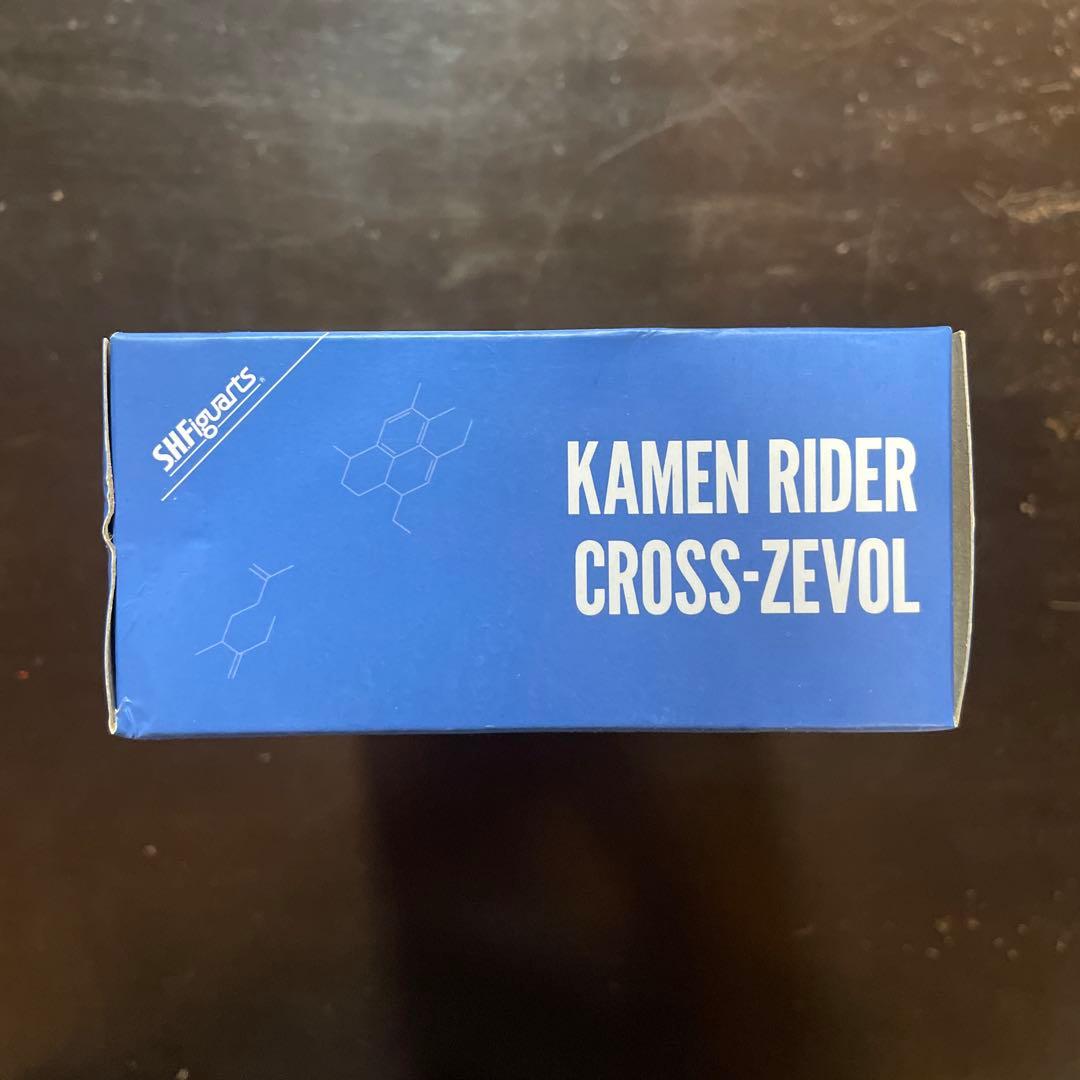 S.H.Figuarts
KAMEN RIDER
CROSS-ZEVOL